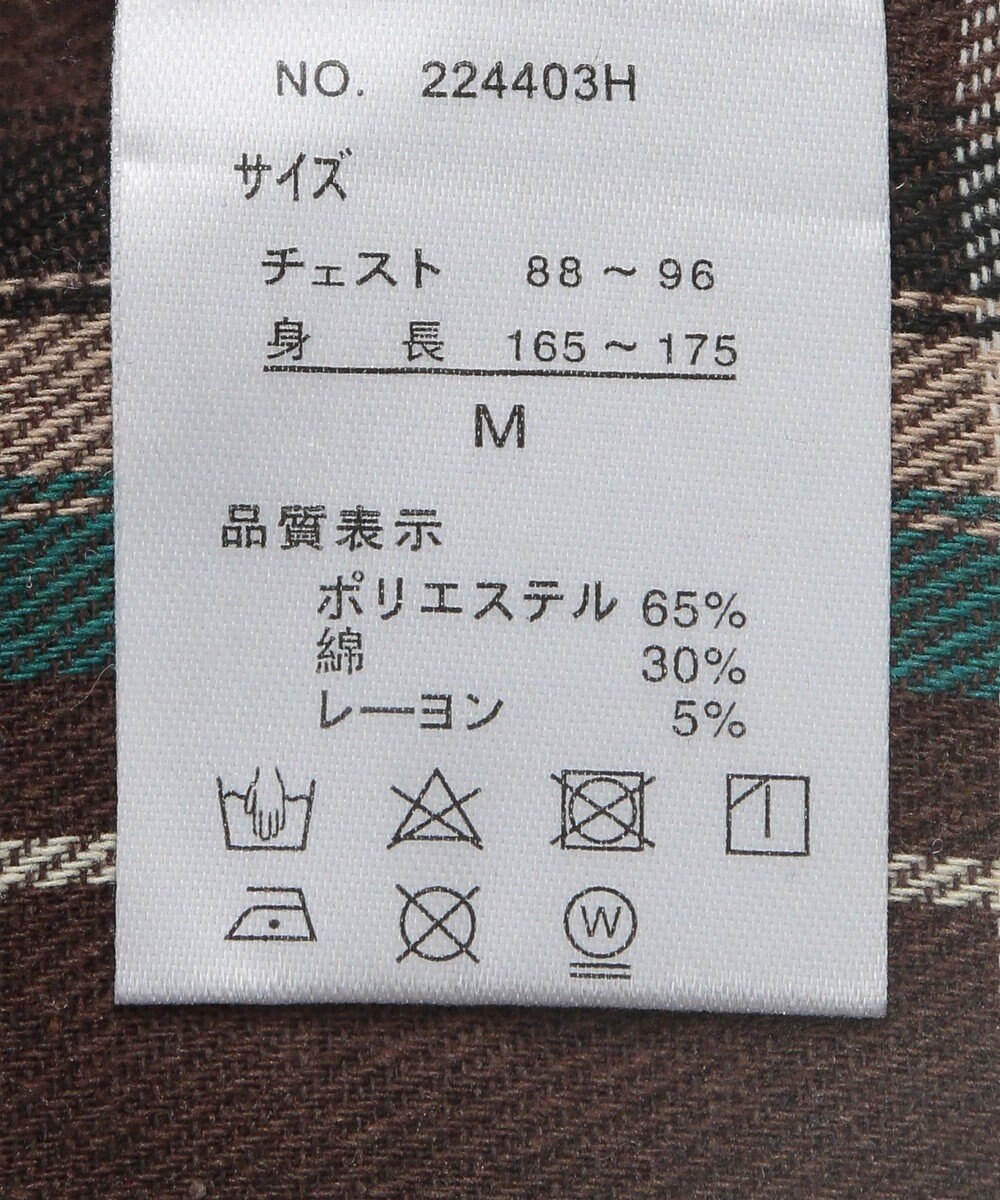 NO. 224403H
サイズ
チェスト 88～96
身長 165～175
M
品質表示
ポリエステル 65%
綿 30%
レーヨン 5%
W